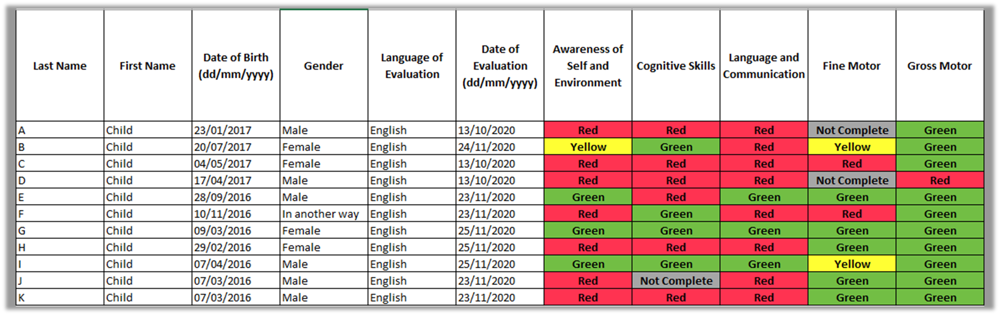 Last Name First Name Date of Birth (dd/mm/yyyy) Gender Language of Evaluation Date of Evaluation (dd/mm/yyyy) Awareness of Self and Environment Cognitive Skills Language and Communication Fine Motor Gross Motor
A Child 23/01/2017 Male English 13/10/2020 Red Red Red Not Complete Green
B Child 20/07/2017 Female English 24/11/2020 Yellow Green Red Yellow Green
C Child 04/05/2017 Female English 13/10/2020 Red Red Red Red Green
D Child 17/04/2017 Male English 13/10/2020 Red Red Red Not Complete Red
E Child 28/09/2016 Male English 23/11/2020 Green Red Green Green Green
F Child 10/11/2016 In another way English 23/11/2020 Red Green Red Red Green
G Child 09/03/2016 Female English 25/11/2020 Green Green Green Green Green
H Child 29/02/2016 Female English 25/11/2020 Red Red Red Green Green
I Child 07/04/2016 Male English 25/11/2020 Green Green Green Yellow Green
J Child 07/03/2016 Male English 23/11/2020 Red Not Complete Red Green Green
K Child 07/03/2016 Male English 23/11/2020 Red Red Red Green Green